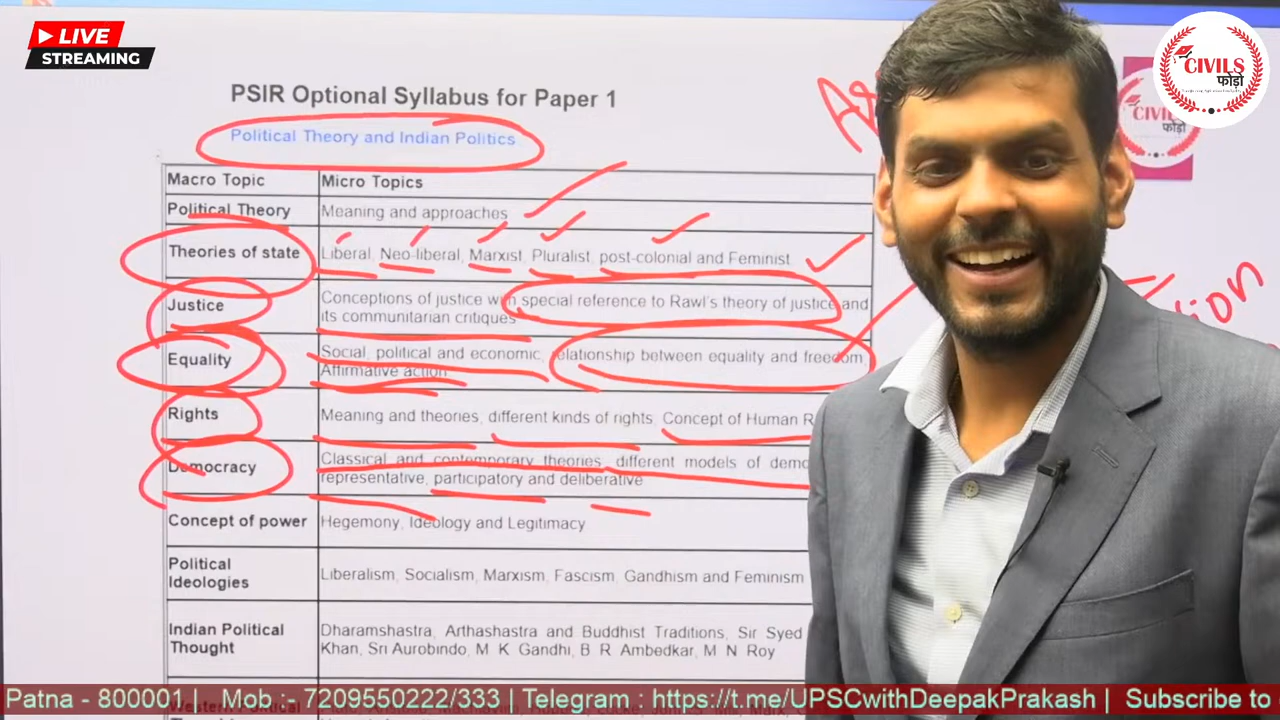 LIVE
STREAMING
CIVILS
फोड़ो
PSIR Optional Syllabus for Paper 1
Political Theory and Indian Politics
Macro Topic
Micro Topics
Political Theory
Meaning and approaches
Theories of state
Liberal, Neo-liberal, Marxist, Pluralist, post-colonial and Feminist
Justice
Conceptions of justice with special reference to Rawl's theory of justice and
its communitarian critiques
Equality
Social, political and economic, relationship between equality and freedom
Affirmative action
Rights
Meaning and theories, different kinds of rights, Concept of Human R
Democracy
Classical and contemporary theories, different models of demo
representative, participatory and deliberative
Concept of power
Hegemony, Ideology and Legitimacy
Political
Ideologies
Liberalism, Socialism, Marxism, Fascism, Gandhism and Feminism
Indian Political
Thought
Dharamshastra, Arthashastra and Buddhist Traditions, Sir Syed
Khan, Sri Aurobindo, M K Gandhi, B R Ambedkar, M N Roy
CIVILS
फोड़ो
Patna - 800001 | Mob :- 7209550222/333 | Telegram : https://t.me/UPSCwithDeepakPrakash | Subscribe to